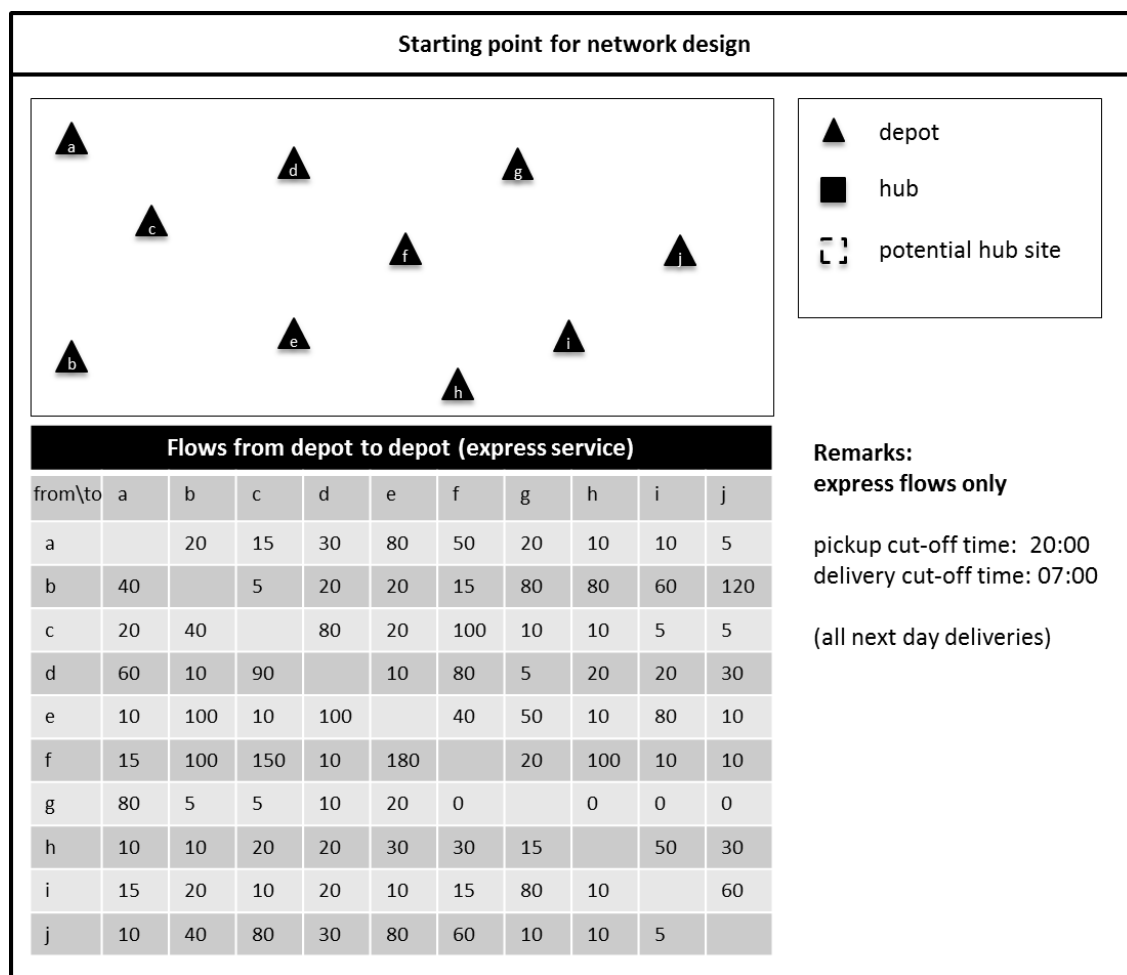 Starting point for network design
a
d
g
c
f
j
e
i
b
h
depot
hub
potential hub site
Flows from depot to depot (express service)
from\to a b c d e f g h i j
a 20 15 30 80 50 20 10 10 5
b 40 5 20 20 15 80 80 60 120
c 20 40 80 20 100 10 10 5 5
d 60 10 90 10 80 5 20 20 30
e 10 100 10 100 40 50 10 80 10
f 15 100 150 10 180 20 100 10 10
g 80 5 5 10 20 0 0 0 0
h 10 10 20 20 30 30 15 50 30
i 15 20 10 20 10 15 80 10 60
j 10 40 80 30 80 60 10 10 5
Remarks:
express flows only
pickup cut-off time: 20:00
delivery cut-off time: 07:00
(all next day deliveries)